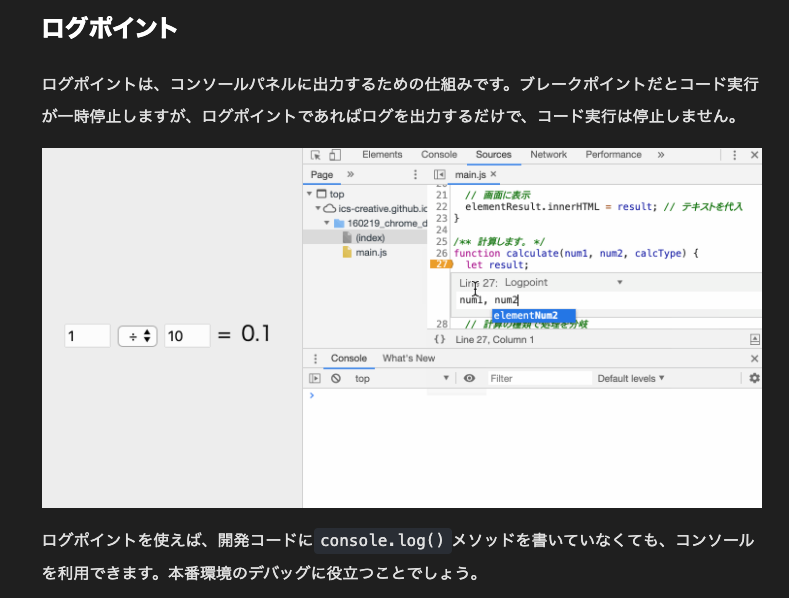 ログポイント
ログポイントは、コンソールパネルに出力するための仕組みです。ブレークポイントだとコード実行
が一時停止しますが、ログポイントであればログを出力するだけで、コード実行は停止しません。
Elements Console Sources Network Performance »
Page »
main.js ×
top
ics-creative.github.io
160219_chrome_d
(index)
main.js
21 // 画面に表示
22 elementResult.innerHTML = result; // テキストを代入
23 }
24
25 /** 計算します。 */
26 function calculate(num1, num2, calcType) {
27 let result;
Line 27: Logpoint
num1, num2
elementNum2
28 // 計算の種類で処理を分岐
{} Line 27, Column 1
1 ÷ 10 = 0.1
Console What's New
top Filter Default levels
ログポイントを使えば、開発コードにconsole.log()メソッドを書いていなくても、コンソール
を利用できます。本番環境のデバッグに役立つことでしょう。